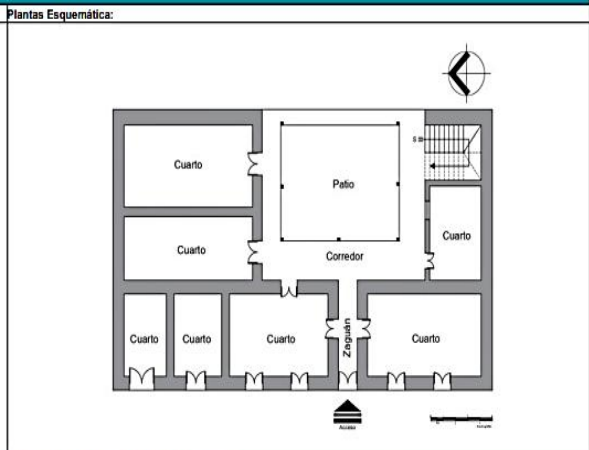 Plantas Esquemática:
Cuarto
Patio
Cuarto
Cuarto
Corredor
Cuarto
Cuarto
Cuarto
Zaguán
Cuarto
Acceso